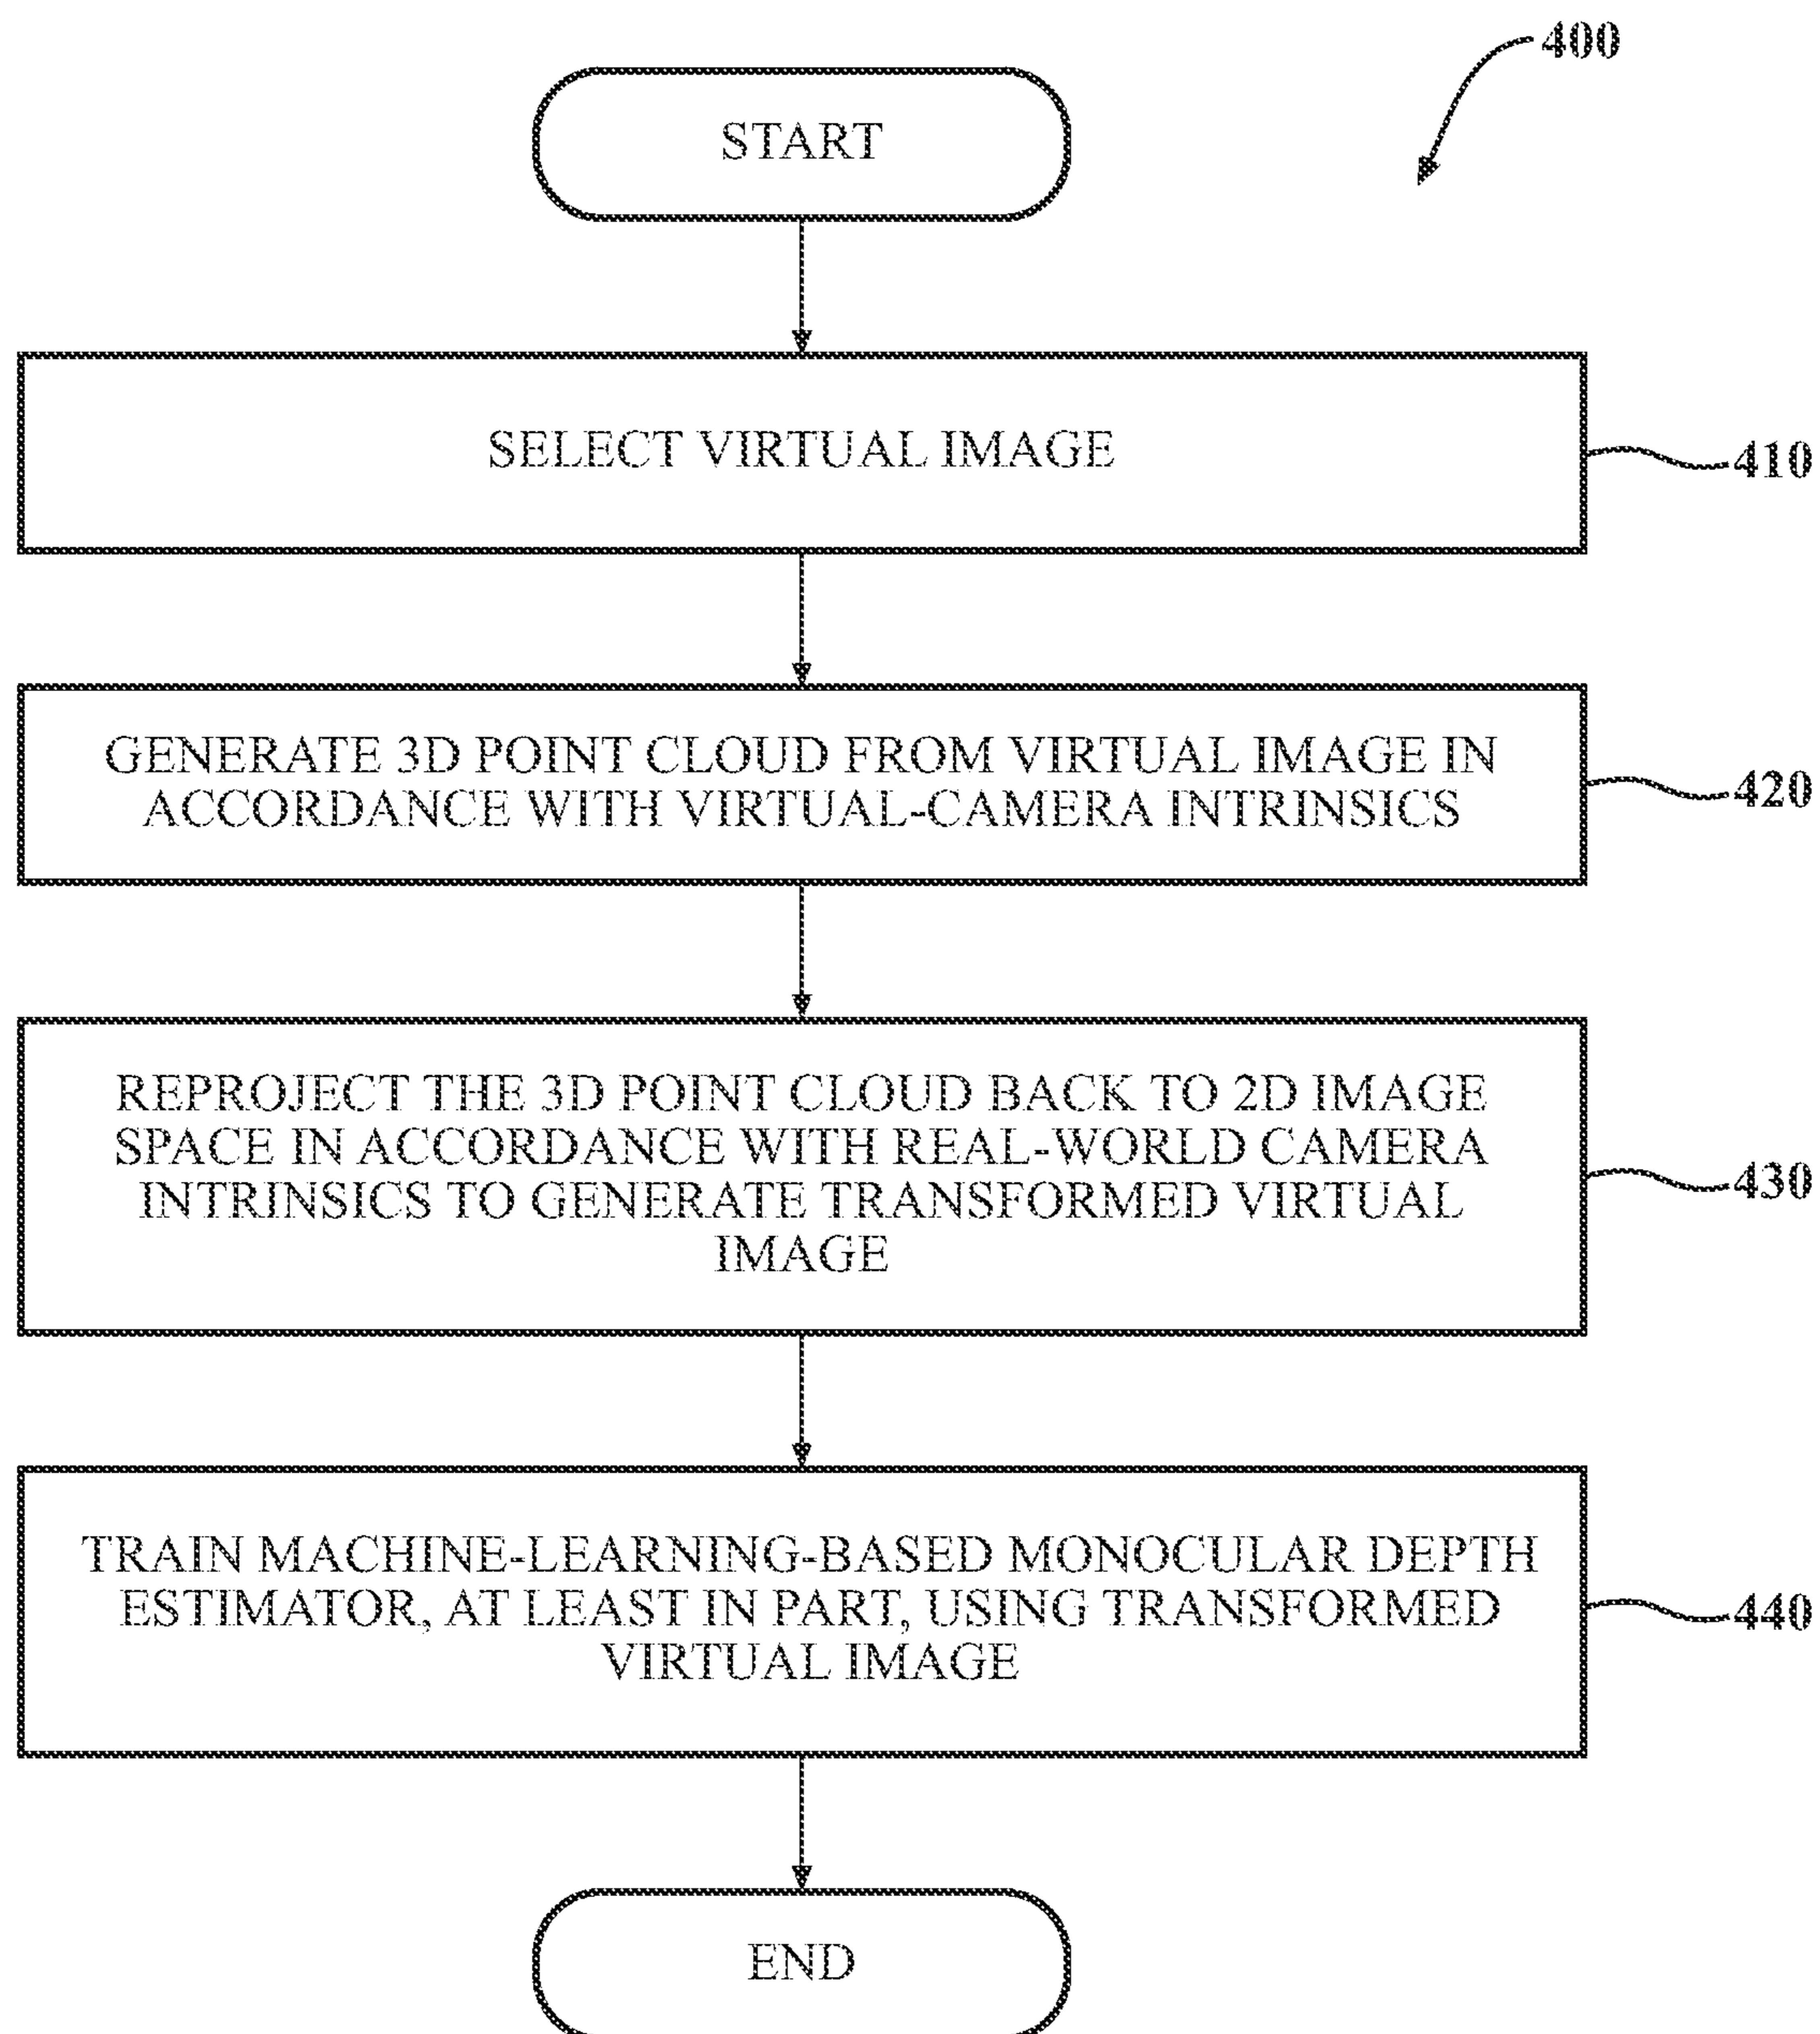 400
START
SELECT VIRTUAL IMAGE
410
GENERATE 3D POINT CLOUD FROM VIRTUAL IMAGE IN
ACCORDANCE WITH VIRTUAL-CAMERA INTRINSICS
420
REPROJECT THE 3D POINT CLOUD BACK TO 2D IMAGE
SPACE IN ACCORDANCE WITH REAL-WORLD CAMERA
INTRINSICS TO GENERATE TRANSFORMED VIRTUAL
IMAGE
430
TRAIN MACHINE-LEARNING-BASED MONOCULAR DEPTH
ESTIMATOR, AT LEAST IN PART, USING TRANSFORMED
VIRTUAL IMAGE
440
END